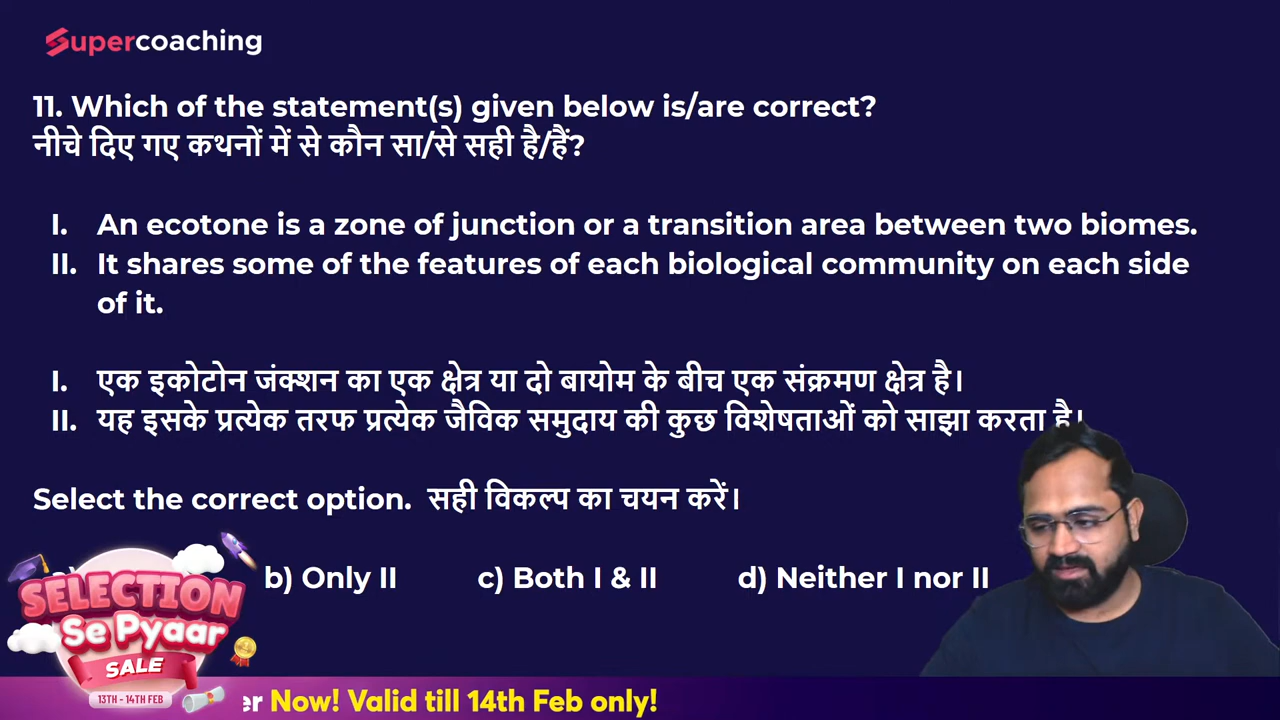 Supercoaching
11. Which of the statement(s) given below is/are correct?
नीचे दिए गए कथनों में से कौन सा/से सही है/हैं?
I. An ecotone is a zone of junction or a transition area between two biomes.
II. It shares some of the features of each biological community on each side
of it.
I. एक इकोटोन जंक्शन का एक क्षेत्र या दो बायोम के बीच एक संक्रमण क्षेत्र है।
II. यह इसके प्रत्येक तरफ प्रत्येक जैविक समुदाय की कुछ विशेषताओं को साझा करता है।
Select the correct option. सही विकल्प का चयन करें।
b) Only II c) Both I & II d) Neither I nor II
SELECTION
Se Pyaar
SALE
13TH - 14TH FEB
er Now! Valid till 14th Feb only!